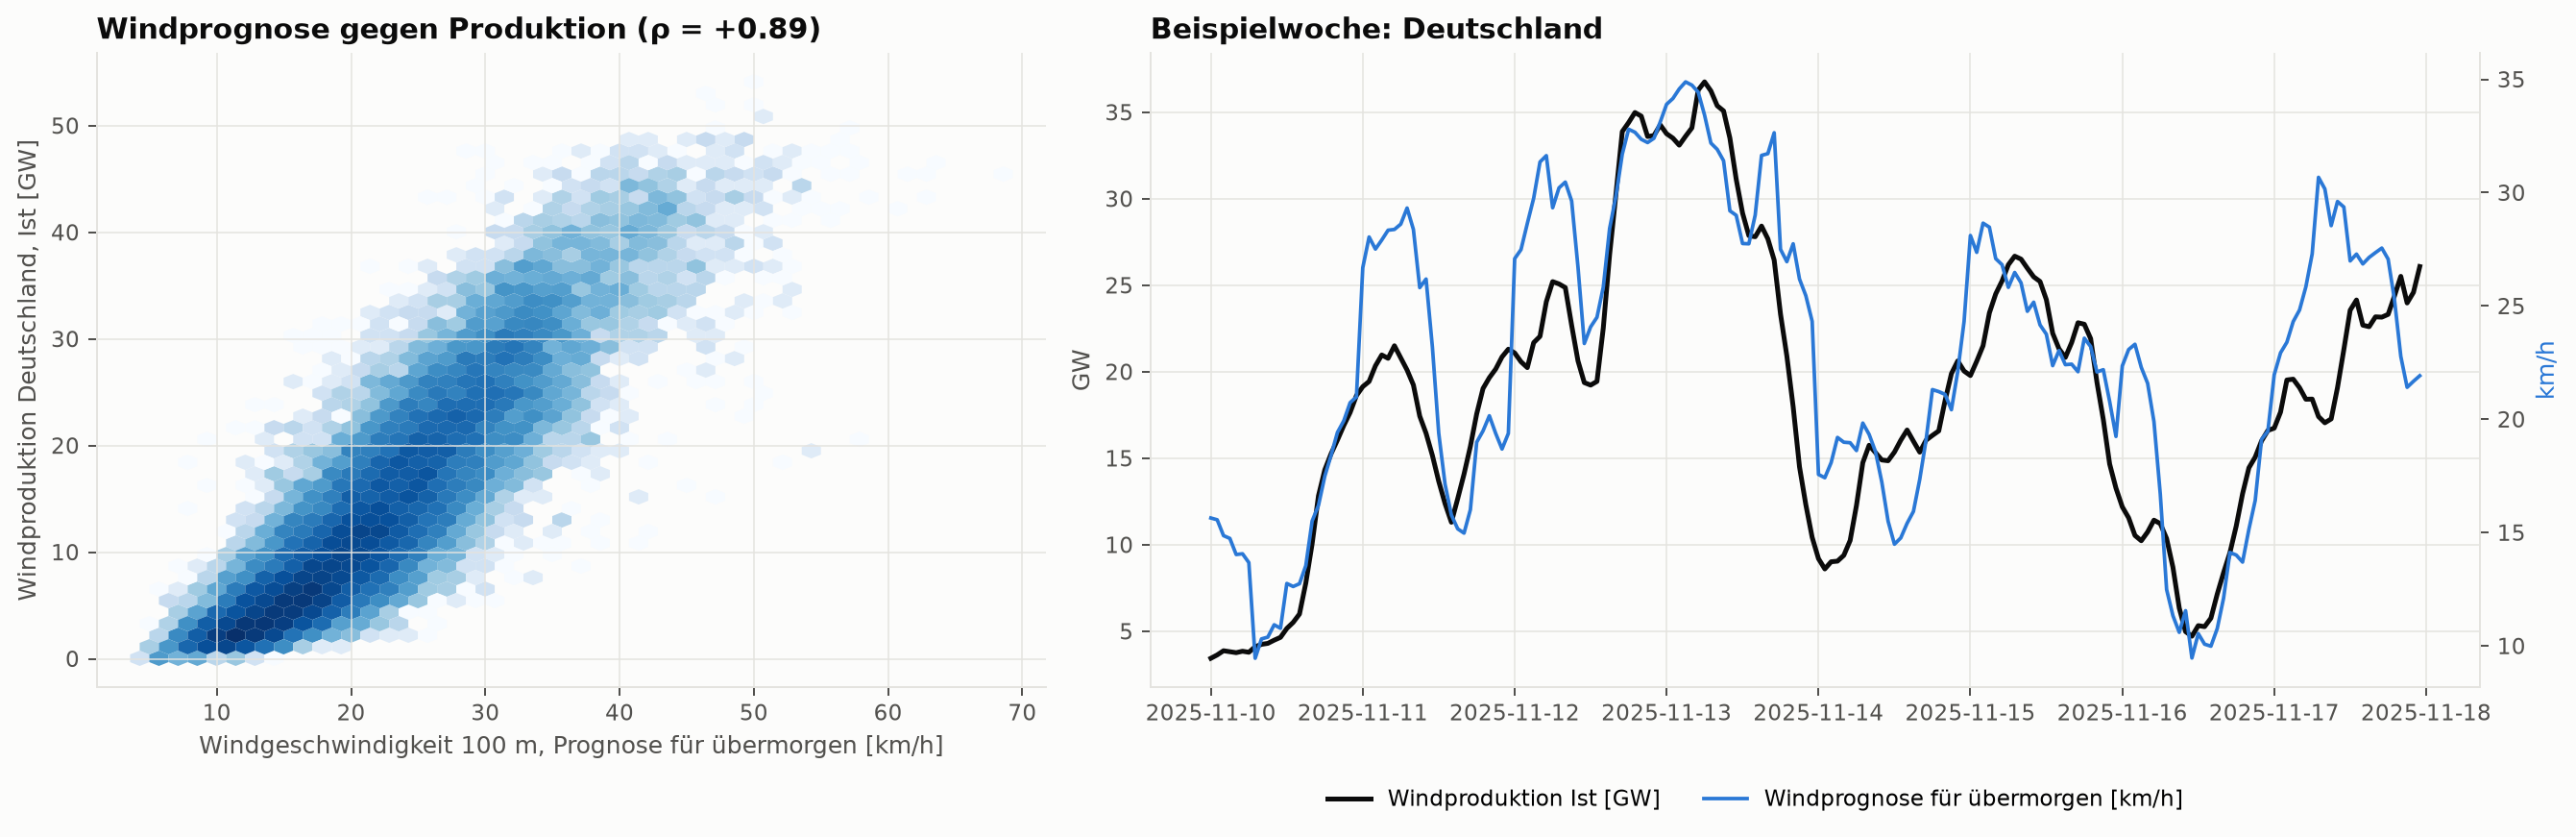 Windprognose gegen Produktion (ρ = +0.89)
Windproduktion Deutschland, Ist [GW]
50
40
30
20
10
0
10 20 30 40 50 60 70
Windgeschwindigkeit 100 m, Prognose für übermorgen [km/h]
Beispielwoche: Deutschland
GW
35
30
25
20
15
10
5
35
30
25
20
15
10
km/h
2025-11-10 2025-11-11 2025-11-12 2025-11-13 2025-11-14 2025-11-15 2025-11-16 2025-11-17 2025-11-18
Windproduktion Ist [GW] Windprognose für übermorgen [km/h]